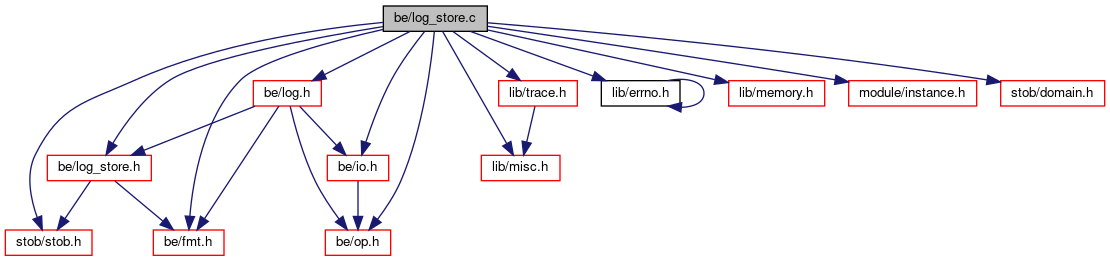 be/log_store.c
be/log.h
lib/trace.h
lib/errno.h
lib/memory.h
module/instance.h
stob/domain.h
be/log_store.h
be/io.h
lib/misc.h
stob/stob.h
be/fmt.h
be/op.h